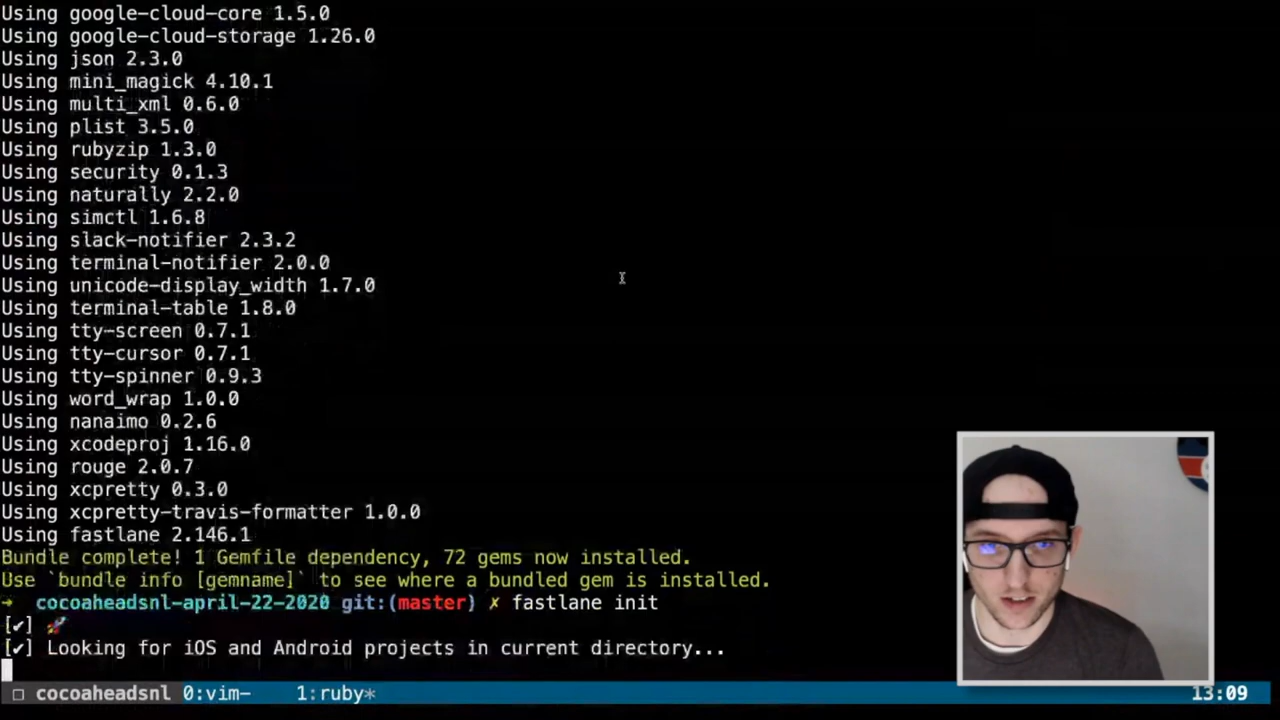 Using google-cloud-core 1.5.0
Using google-cloud-storage 1.26.0
Using json 2.3.0
Using mini_magick 4.10.1
Using multi_xml 0.6.0
Using plist 3.5.0
Using rubyzip 1.3.0
Using security 0.1.3
Using naturally 2.2.0
Using simctl 1.6.8
Using slack-notifier 2.3.2
Using terminal-notifier 2.0.0
Using unicode-display_width 1.7.0
Using terminal-table 1.8.0
Using tty-screen 0.7.1
Using tty-cursor 0.7.1
Using tty-spinner 0.9.3
Using word_wrap 1.0.0
Using nanaimo 0.2.6
Using xcodeproj 1.16.0
Using rouge 2.0.7
Using xcpretty 0.3.0
Using xcpretty-travis-formatter 1.0.0
Using fastlane 2.146.1
Bundle complete! 1 Gemfile dependency, 72 gems now installed.
Use `bundle info [gemname]` to see where a bundled gem is installed.
→ cocoaheadsnl-april-22-2020 git:(master) ✗ fastlane init
[✔] 🚀
[✔] Looking for iOS and Android projects in current directory...
□ cocoaheadsnl 0:vim- 1:ruby* 13:09